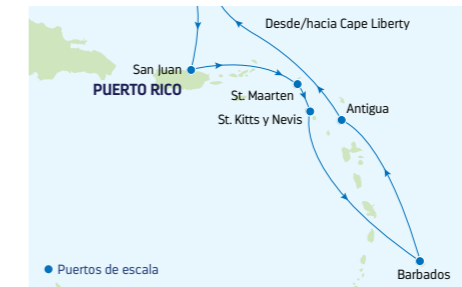 Desde/hacia Cape Liberty
San Juan
PUERTO RICO
St. Maarten
St. Kitts y Nevis
Antigua
Barbados
Puertos de escala